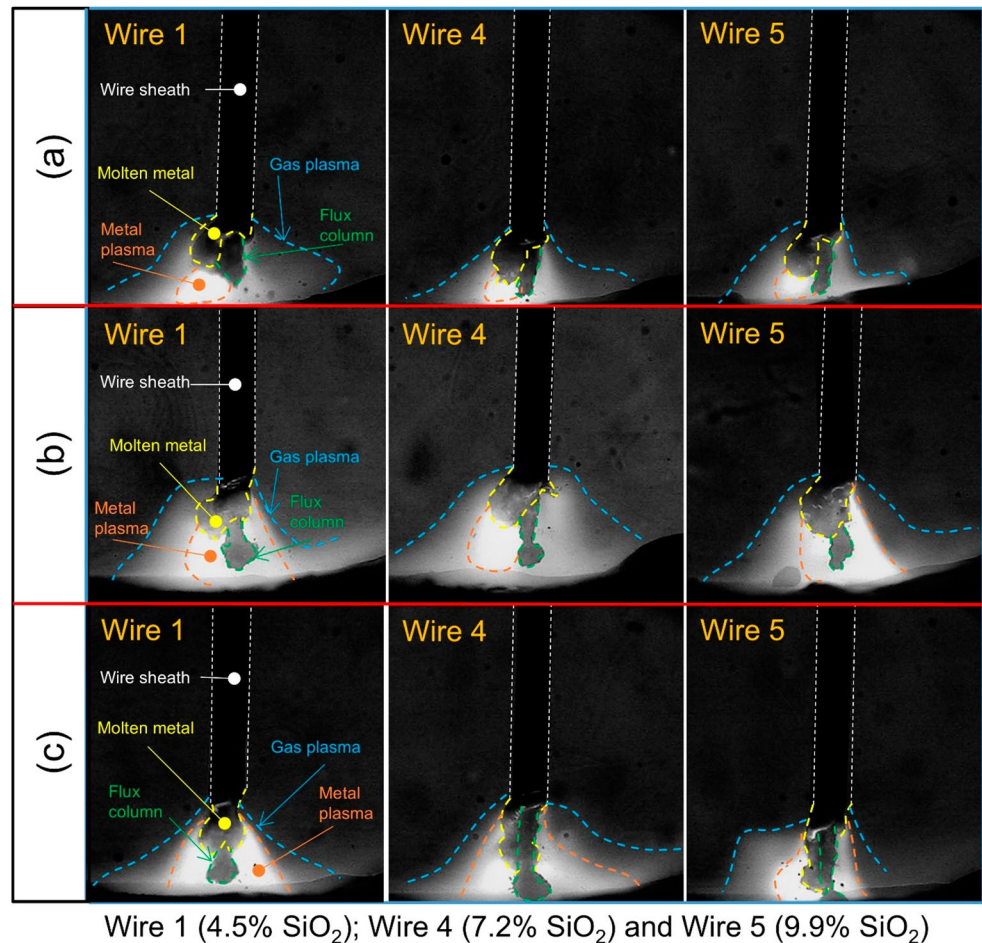 (a)
Wire 1
Wire sheath
Molten metal
Gas plasma
Flux
column
Metal
plasma
Wire 4
Wire 5
(b)
Wire 1
Wire sheath
Molten metal
Gas plasma
Metal
plasma
Flux
column
Wire 4
Wire 5
(c)
Wire 1
Wire sheath
Molten metal
Gas plasma
Flux
column
Metal
plasma
Wire 4
Wire 5
Wire 1 (4.5% SiO₂); Wire 4 (7.2% SiO₂) and Wire 5 (9.9% SiO₂)